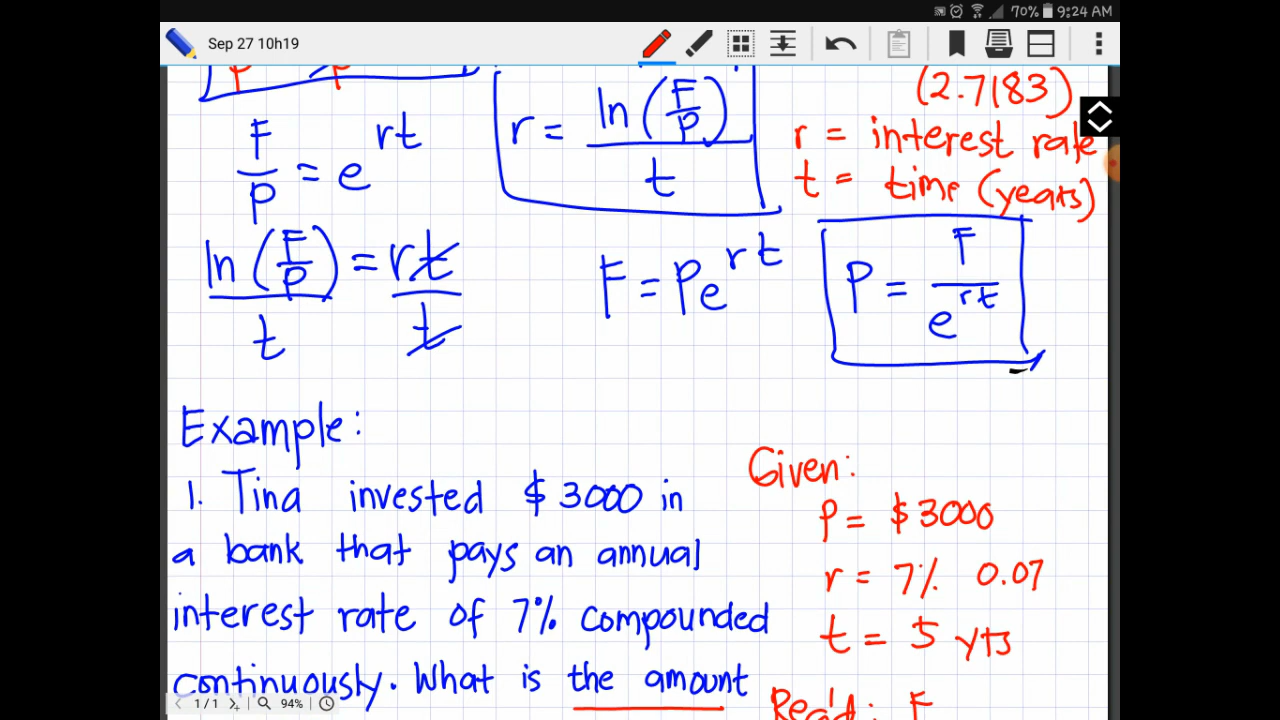 70% 9:24 AM
Sep 27 10h19
(2.7183)
F/P = e^rt
r = ln(F/P)/t
r = interest rate
t = time (years)
ln(F/P)/t = rt/t
F = Pe^rt
P = F/e^rt
Example:
1. Tina invested $3000 in
a bank that pays an annual
interest rate of 7% compounded
continuously. What is the amount
Given:
P = $3000
r = 7% 0.07
t = 5 yrs
Req'd: F
1/1 94%